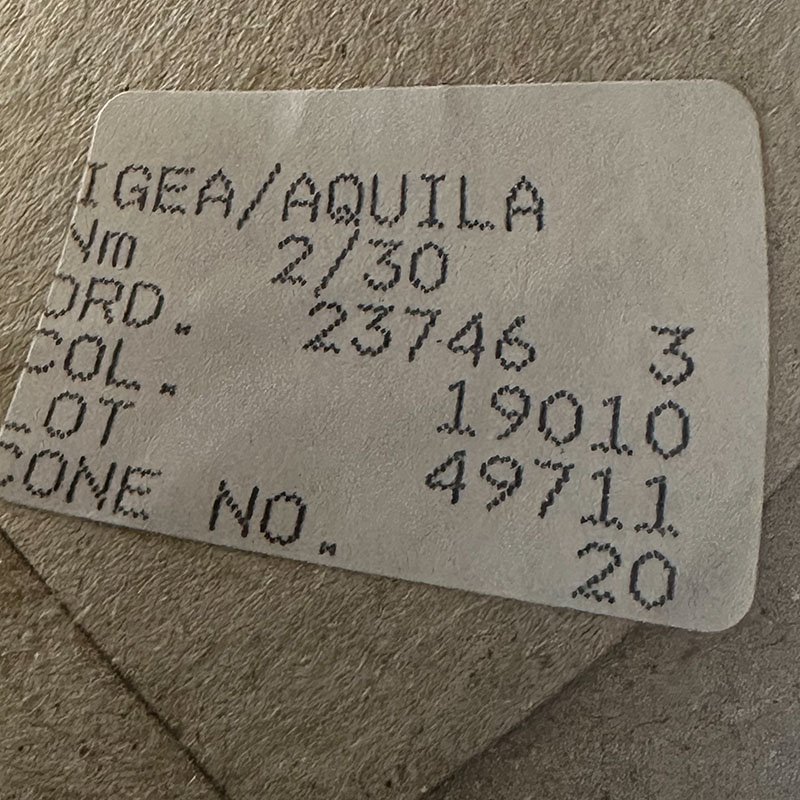 IGEA/AQUILA
Nm 2/30
ORD. 23746 3
COL. 19010
LOT 49711
CONE NO. 20